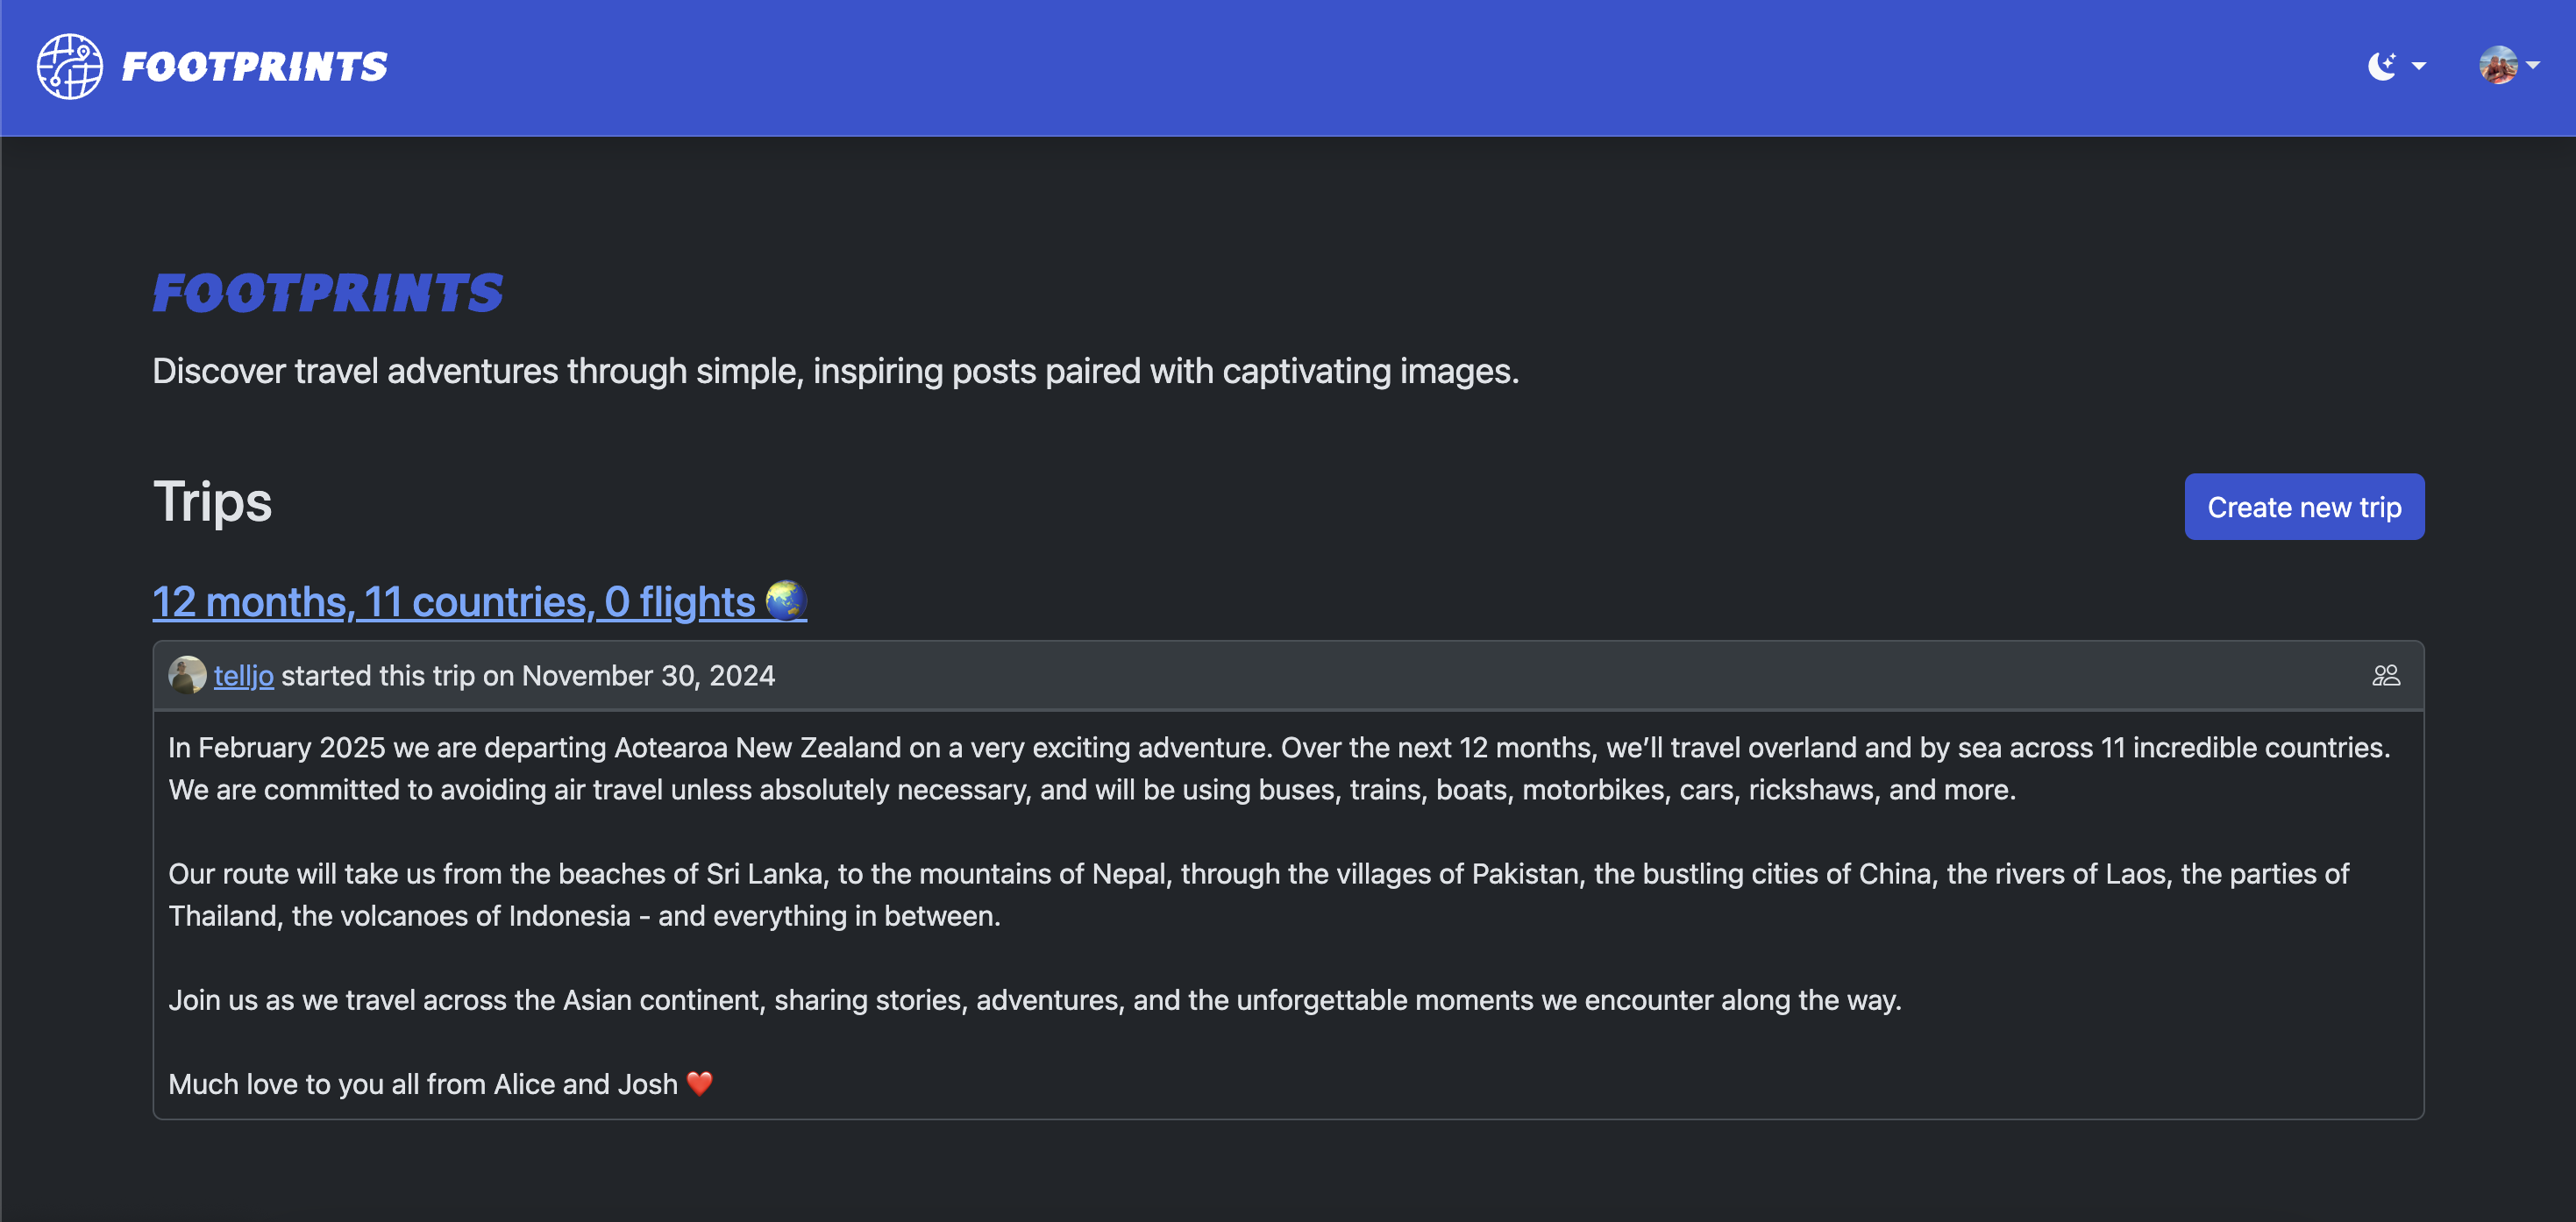 FOOTPRINTS
FOOTPRINTS
Discover travel adventures through simple, inspiring posts paired with captivating images.
Trips
Create new trip
12 months, 11 countries, 0 flights 🌏
telljo started this trip on November 30, 2024
In February 2025 we are departing Aotearoa New Zealand on a very exciting adventure. Over the next 12 months, we’ll travel overland and by sea across 11 incredible countries.
We are committed to avoiding air travel unless absolutely necessary, and will be using buses, trains, boats, motorbikes, cars, rickshaws, and more.
Our route will take us from the beaches of Sri Lanka, to the mountains of Nepal, through the villages of Pakistan, the bustling cities of China, the rivers of Laos, the parties of
Thailand, the volcanoes of Indonesia - and everything in between.
Join us as we travel across the Asian continent, sharing stories, adventures, and the unforgettable moments we encounter along the way.
Much love to you all from Alice and Josh ❤️